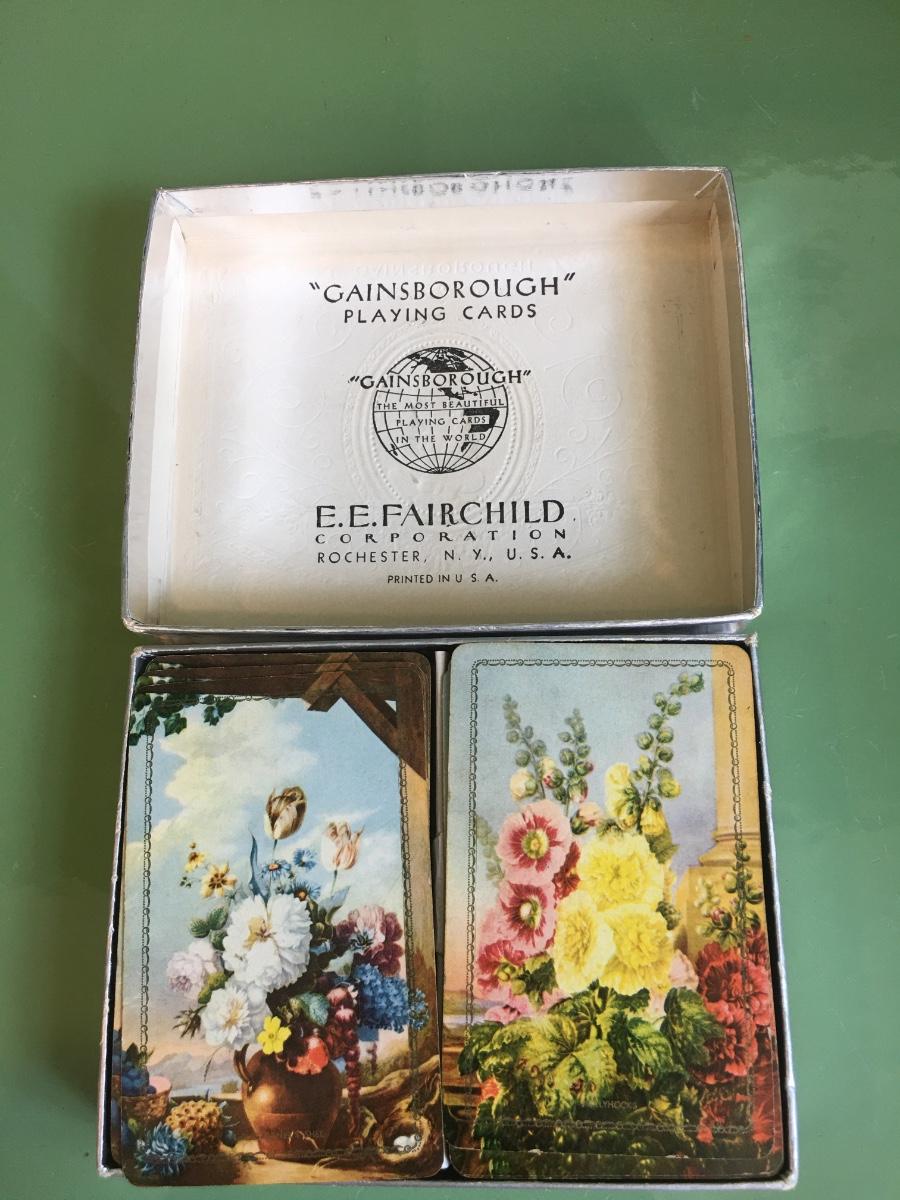 "GAINSBOROUGH"
PLAYING CARDS
"GAINSBOROUGH"
THE MOST BEAUTIFUL
PLAYING CARDS
IN THE WORLD
E.E.FAIRCHILD
CORPORATION
ROCHESTER, N. Y., U. S. A.
PRINTED IN U S. A.